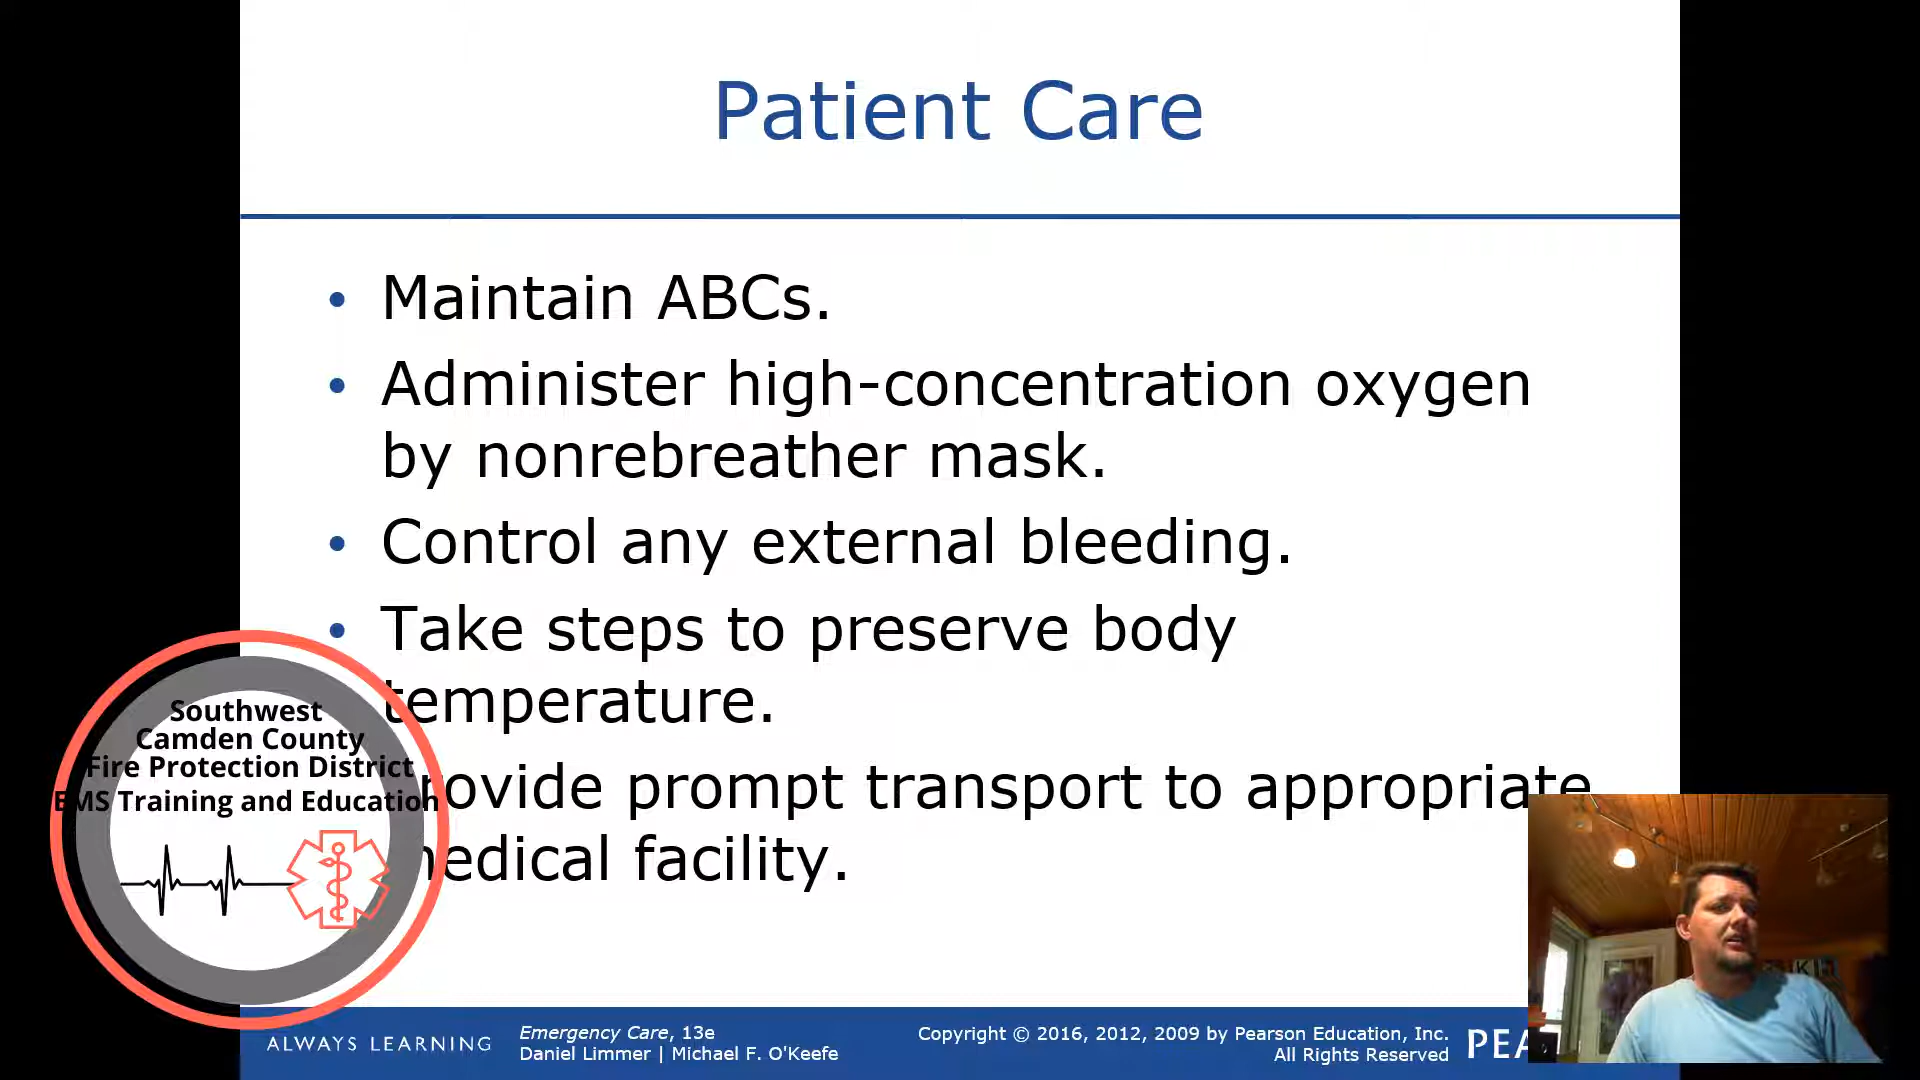 Patient Care
• Maintain ABCs.
• Administer high-concentration oxygen
by nonrebreather mask.
• Control any external bleeding.
• Take steps to preserve body
temperature.
rovide prompt transport to appropriate
medical facility.
Southwest
Camden County
Fire Protection District
EMS Training and Education
ALWAYS LEARNING
Emergency Care, 13e
Daniel Limmer | Michael F. O'Keefe
Copyright © 2016, 2012, 2009 by Pearson Education, Inc.
All Rights Reserved
PEA